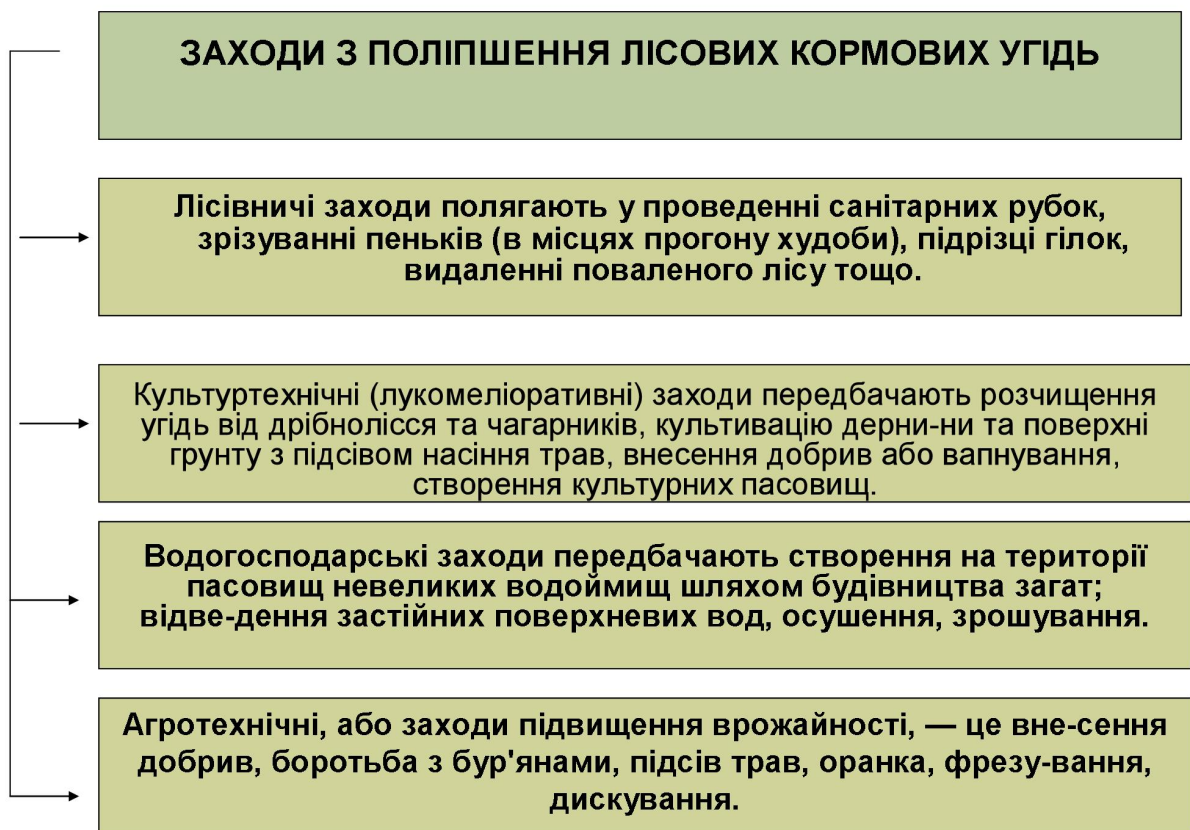 ЗАХОДИ З ПОЛІПШЕННЯ ЛІСОВИХ КОРМОВИХ УГІДЬ
Лісівничі заходи полягають у проведенні санітарних рубок,
зрізуванні пеньків (в місцях прогону худоби), підрізці гілок,
видаленні поваленого лісу тощо.
Культуртехнічні (лукомеліоративні) заходи передбачають розчищення
угідь від дрібнолісся та чагарників, культивацію дерни-ни та поверхні
грунту з підсівом насіння трав, внесення добрив або вапнування,
створення культурних пасовищ.
Водогосподарські заходи передбачають створення на території
пасовищ невеликих водоймищ шляхом будівництва загат;
відве-дення застійних поверхневих вод, осушення, зрошування.
Агротехнічні, або заходи підвищення врожайності, — це вне-сення
добрив, боротьба з бур'янами, підсів трав, оранка, фрезу-вання,
дискування.